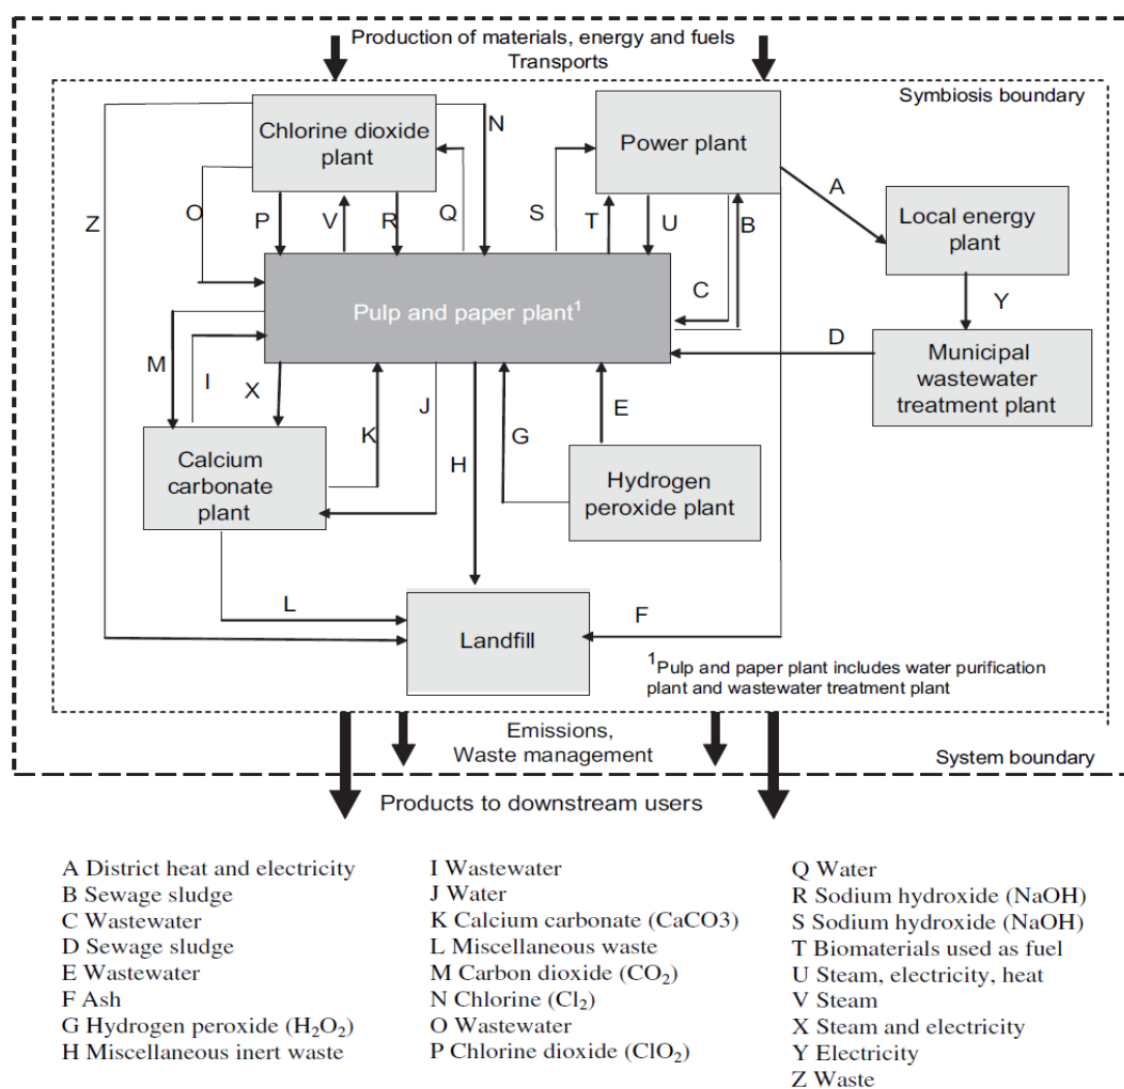 Production of materials, energy and fuels
Transports
Symbiosis boundary
Chlorine dioxide
plant
N
Power plant
A
Z
O
P
V
R
Q
S
T
U
B
Local energy
plant
C
Y
Pulp and paper plant¹
D
Municipal
wastewater
treatment plant
M
I
X
K
J
H
G
E
Calcium
carbonate
plant
Hydrogen
peroxide plant
L
F
Landfill
¹Pulp and paper plant includes water purification
plant and wastewater treatment plant
Emissions,
Waste management
System boundary
Products to downstream users
A District heat and electricity
B Sewage sludge
C Wastewater
D Sewage sludge
E Wastewater
F Ash
G Hydrogen peroxide (H₂O₂)
H Miscellaneous inert waste
I Wastewater
J Water
K Calcium carbonate (CaCO3)
L Miscellaneous waste
M Carbon dioxide (CO₂)
N Chlorine (Cl₂)
O Wastewater
P Chlorine dioxide (ClO₂)
Q Water
R Sodium hydroxide (NaOH)
S Sodium hydroxide (NaOH)
T Biomaterials used as fuel
U Steam, electricity, heat
V Steam
X Steam and electricity
Y Electricity
Z Waste